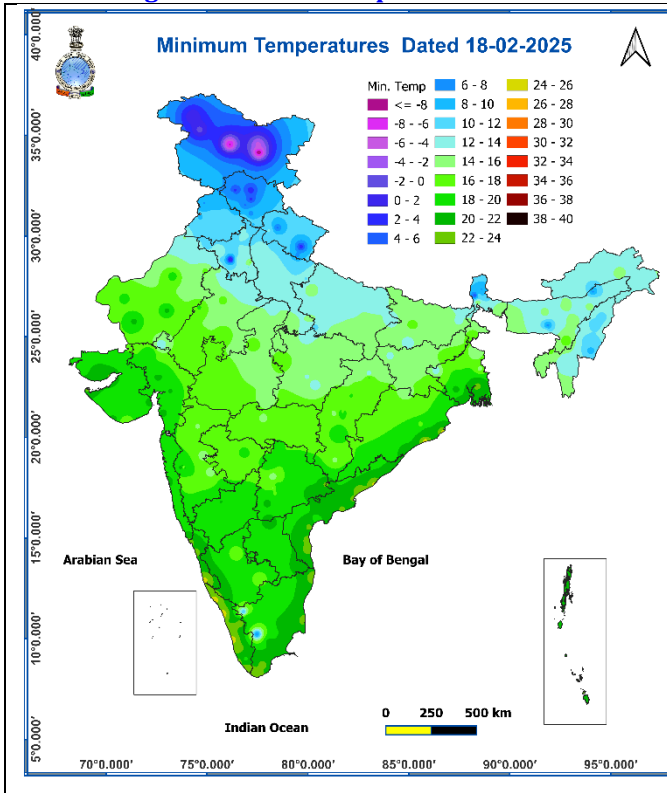 Minimum Temperatures Dated 18-02-2025
Min. Temp
<= -8
-8 - -6
-6 - -4
-4 - -2
-2 - 0
0 - 2
2 - 4
4 - 6
6 - 8
8 - 10
10 - 12
12 - 14
14 - 16
16 - 18
18 - 20
20 - 22
22 - 24
24 - 26
26 - 28
28 - 30
30 - 32
32 - 34
34 - 36
36 - 38
38 - 40
40°0.000'
35°0.000'
30°0.000'
25°0.000'
20°0.000'
15°0.000'
10°0.000'
5°0.000'
Arabian Sea
Bay of Bengal
Indian Ocean
0 250 500 km
70°0.000' 75°0.000' 80°0.000' 85°0.000' 90°0.000' 95°0.000'